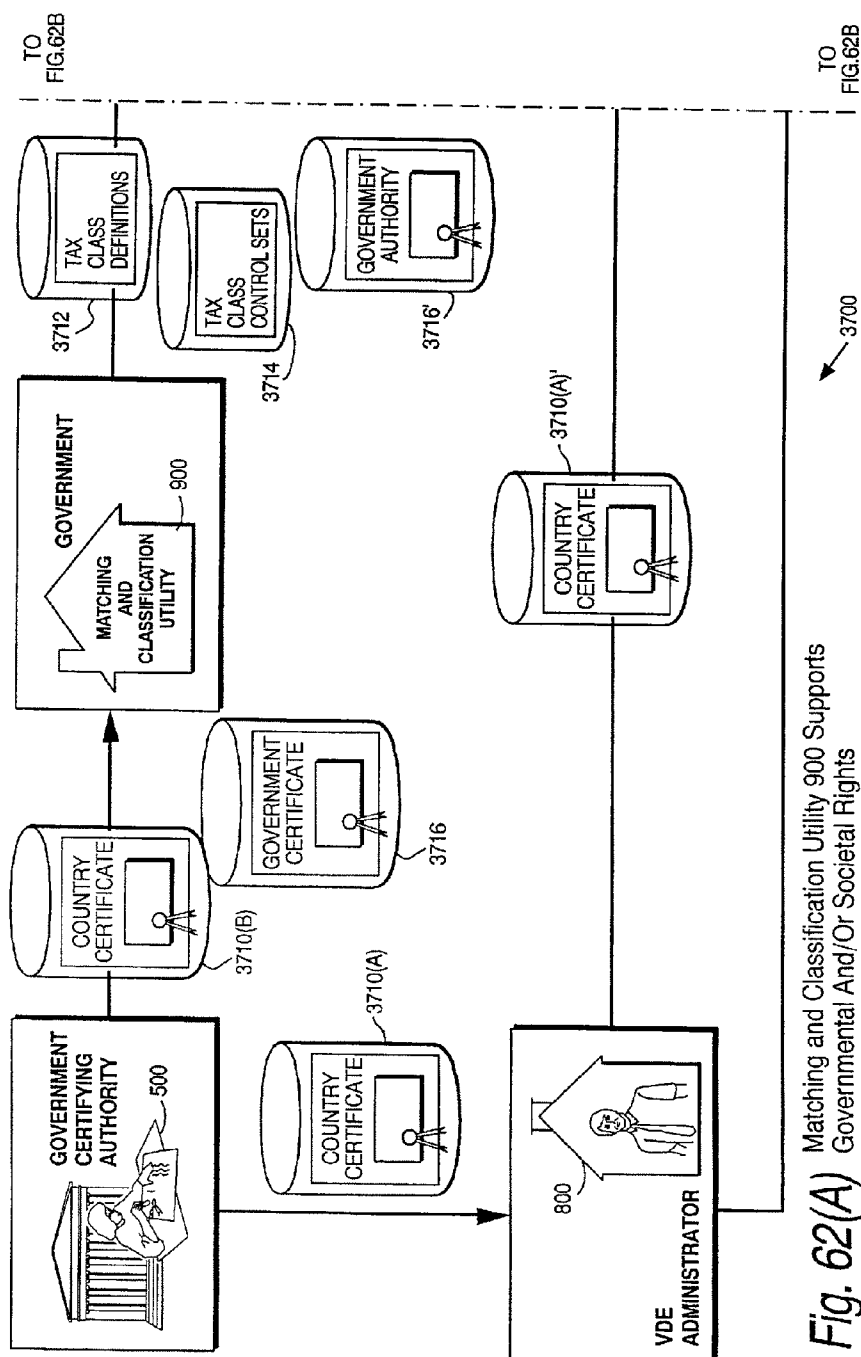 TO
FIG.62B
TAX
CLASS
DEFINITIONS
3712
TAX
CLASS
CONTROL SETS
3714
GOVERNMENT
AUTHORITY
3716'
GOVERNMENT
MATCHING
AND
CLASSIFICATION
UTILITY
900
COUNTRY
CERTIFICATE
3710(B)
GOVERNMENT
CERTIFICATE
3716
GOVERNMENT
CERTIFYING
AUTHORITY
500
COUNTRY
CERTIFICATE
3710(A)
COUNTRY
CERTIFICATE
3710(A)'
VDE
ADMINISTRATOR
800
TO
FIG.62B
3700
Fig. 62(A) Matching and Classification Utility 900 Supports
Governmental And/Or Societal Rights